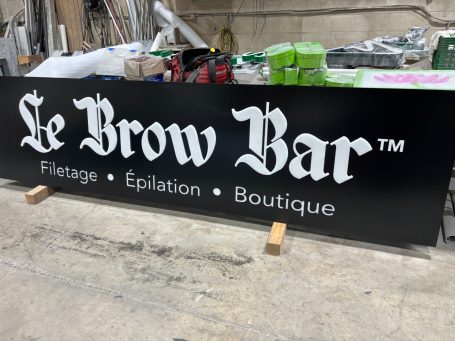 Le Brow Bar™
Filetage • Épilation • Boutique